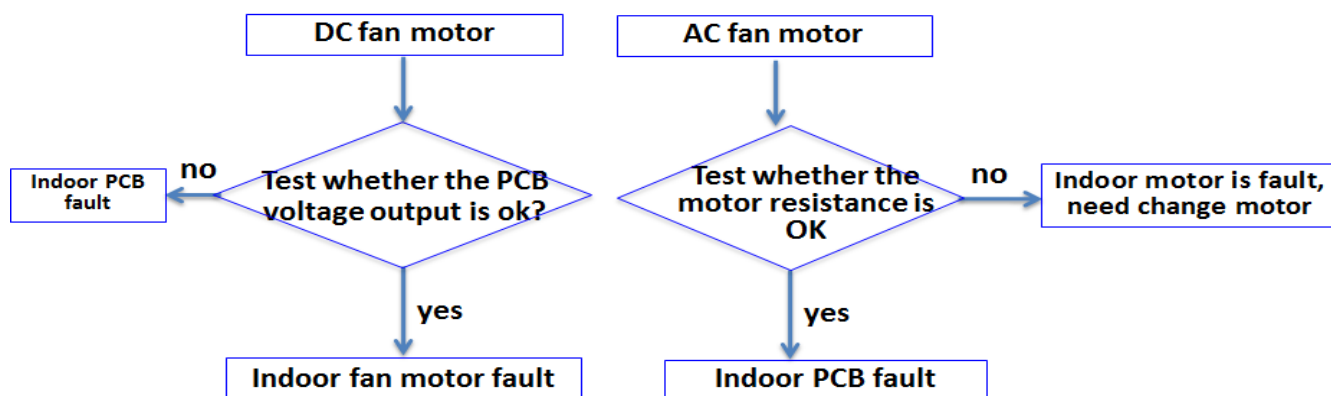 DC fan motor
AC fan motor
Test whether the PCB
voltage output is ok?
no
Indoor PCB
fault
yes
Indoor fan motor fault
Test whether the
motor resistance is
OK
no
Indoor motor is fault,
need change motor
yes
Indoor PCB fault